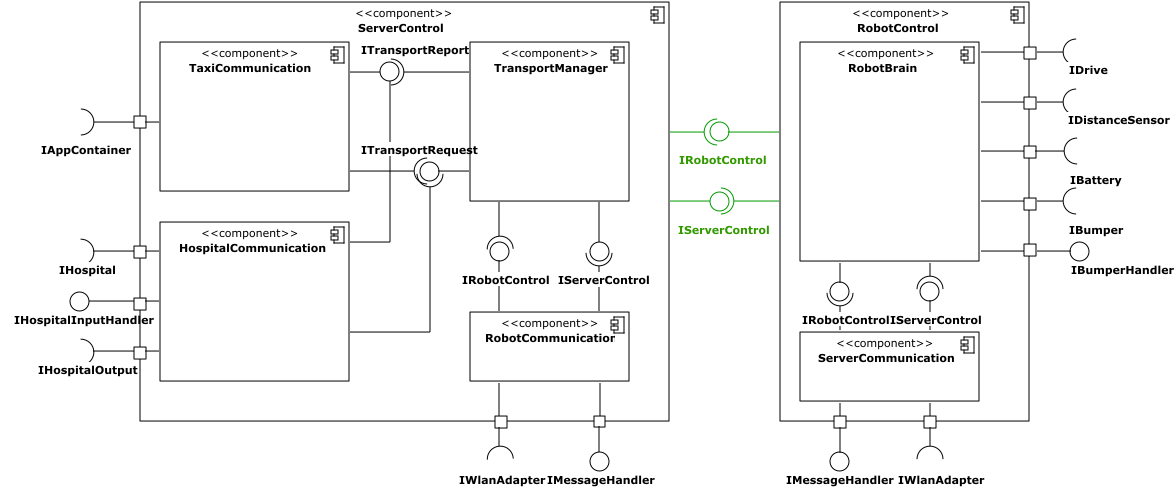 <<component>>
ServerControl
<<component>>
RobotControl
<<component>>
TaxiCommunication
ITransportReport
<<component>>
TransportManager
<<component>>
RobotBrain
IDrive
IDistanceSensor
IAppContainer
ITransportRequest
IRobotControl
IBattery
IServerControl
IBumper
<<component>>
HospitalCommunication
IHospital
IRobotControl
IServerControl
IBumperHandler
IHospitalInputHandler
<<component>>
RobotCommunication
IRobotControl
IServerControl
<<component>>
ServerCommunication
IHospitalOutput
IWlanAdapter
IMessageHandler
IMessageHandler
IWlanAdapter